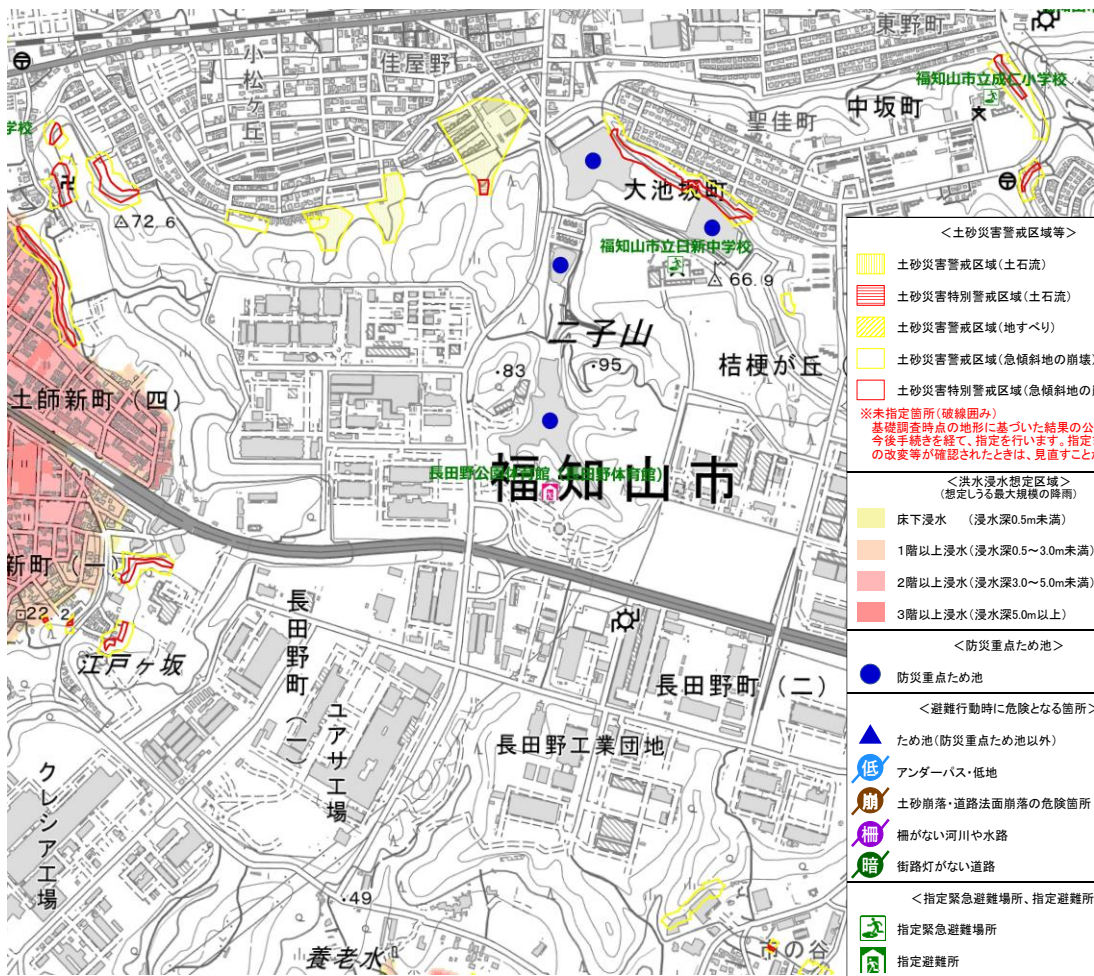 東野町
小松ヶ丘
佳屋野
福知山市立成仁小学校
学校
中坂町
聖佳町
大池坂町
△72.6
福知山市立日新中学校
△66.9
二子山
・83
・95
桔梗が丘（
土師新町（四）
長田野公園体育館（長田野体育館）
福知山市
新町（一）
22.2
江戸ヶ坂
長田野町（一）
ユアサ工場
長田野町（二）
長田野工業団地
クレシア工場
・49
養老水
市の谷
＜土砂災害警戒区域等＞
土砂災害警戒区域(土石流)
土砂災害特別警戒区域(土石流)
土砂災害警戒区域(地すべり)
土砂災害警戒区域(急傾斜地の崩壊)
土砂災害特別警戒区域(急傾斜地の
※未指定箇所(破線囲み)
基礎調査時点の地形に基づいた結果の公
今後手続きを経て、指定を行います。指定
の改変等が確認されたときは、見直すことが
＜洪水浸水想定区域＞
(想定しうる最大規模の降雨)
床下浸水　(浸水深0.5m未満)
1階以上浸水(浸水深0.5～3.0m未満)
2階以上浸水(浸水深3.0～5.0m未満)
3階以上浸水(浸水深5.0m以上)
＜防災重点ため池＞
防災重点ため池
＜避難行動時に危険となる箇所＞
ため池(防災重点ため池以外)
低 アンダーパス・低地
崩 土砂崩落・道路法面崩落の危険箇所
柵 柵がない河川や水路
暗 街路灯がない道路
＜指定緊急避難場所、指定避難所
指定緊急避難場所
指定避難所